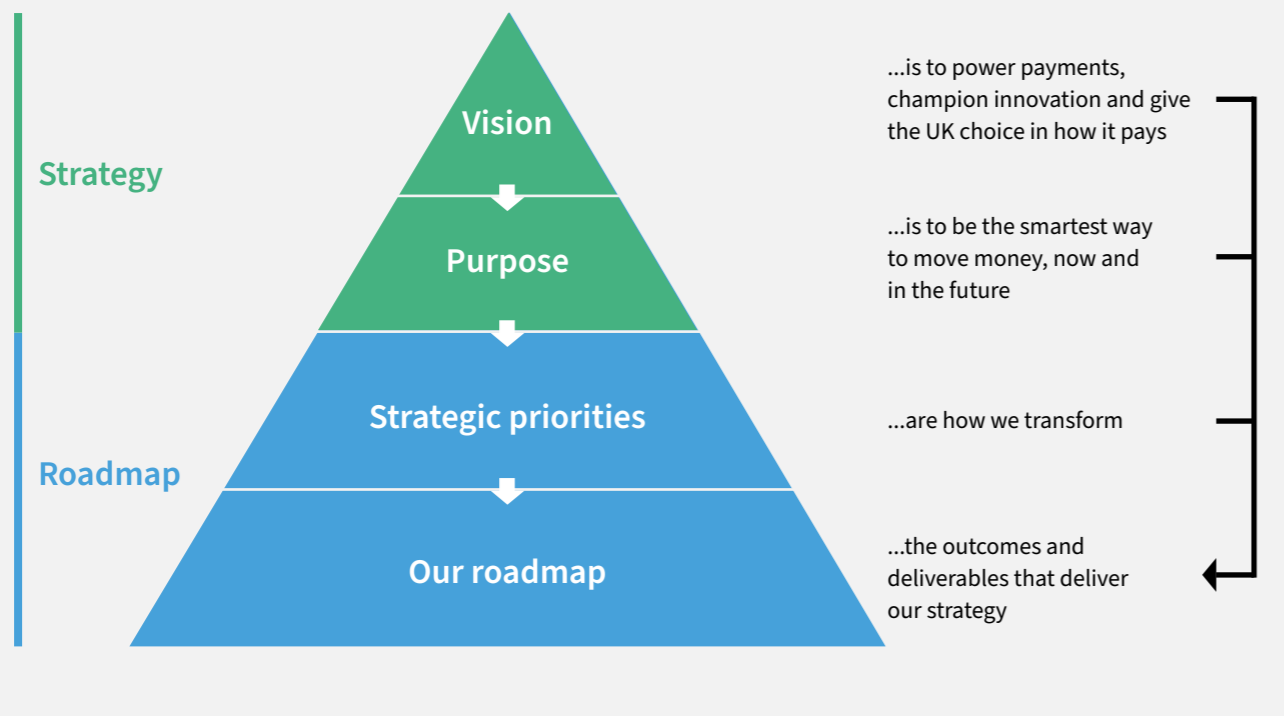 Strategy
Vision
...is to power payments,
champion innovation and give
the UK choice in how it pays
Purpose
...is to be the smartest way
to move money, now and
in the future
Roadmap
Strategic priorities
...are how we transform
Our roadmap
...the outcomes and
deliverables that deliver
our strategy